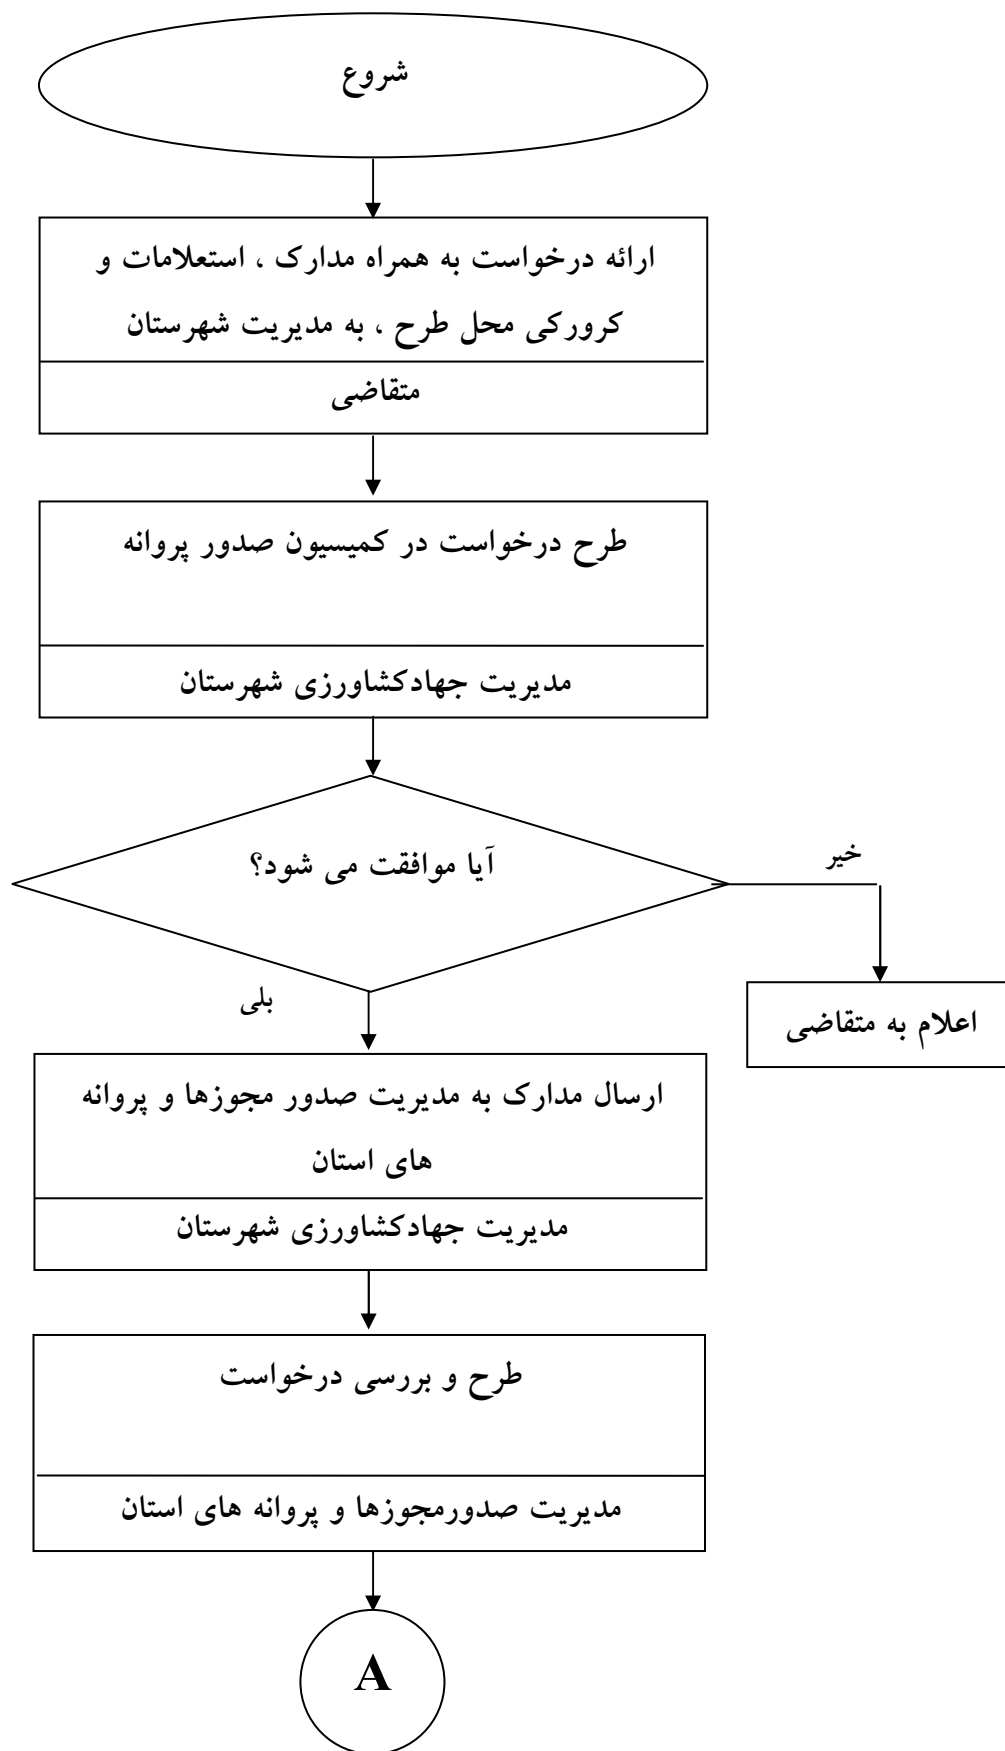 شروع
ارائه درخواست به همراه مدارک ، استعلامات و
کرورکی محل طرح ، به مدیریت شهرستان
متقاضی
طرح درخواست در کمیسیون صدور پروانه
مدیریت جهادکشاورزی شهرستان
آیا موافقت می شود؟
خیر
بلی
اعلام به متقاضی
ارسال مدارک به مدیریت صدور مجوزها و پروانه
های استان
مدیریت جهادکشاورزی شهرستان
طرح و بررسی درخواست
مدیریت صدورمجوزها و پروانه های استان
A